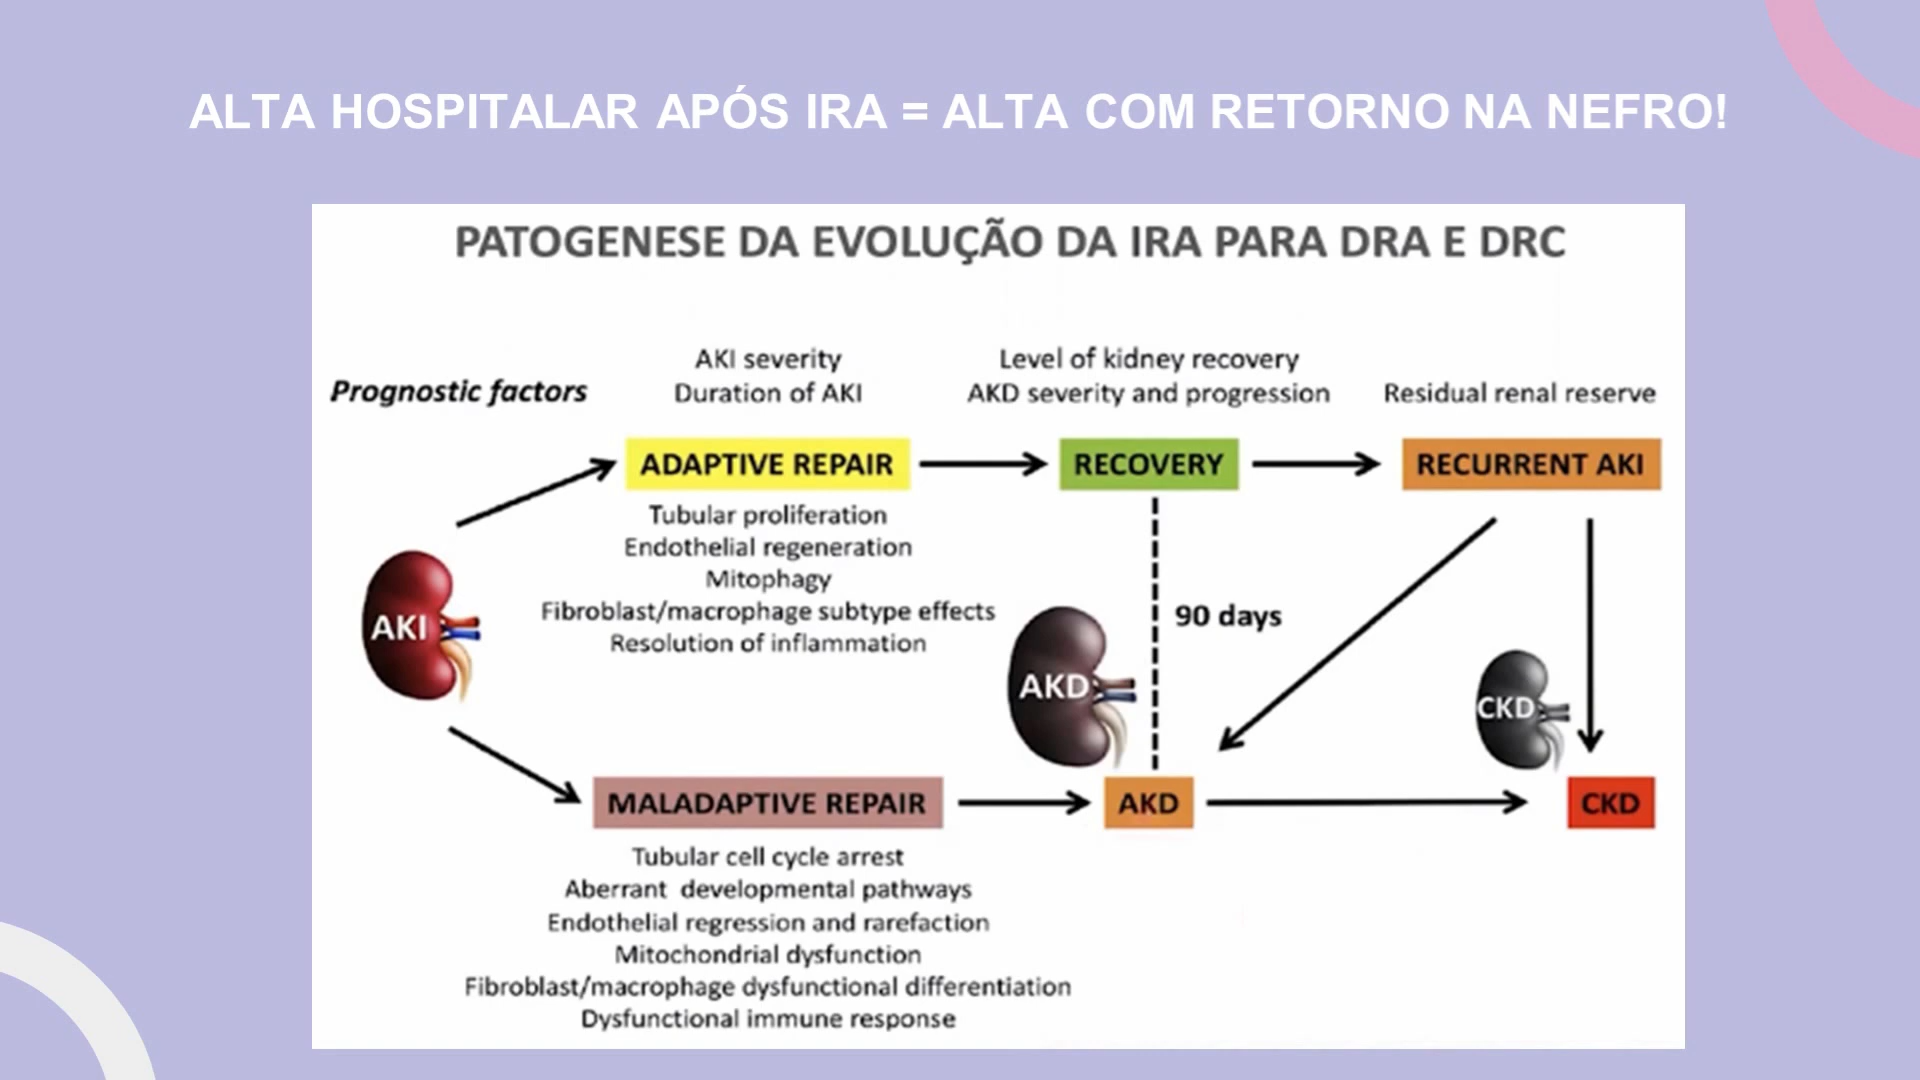 ALTA HOSPITALAR APÓS IRA = ALTA COM RETORNO NA NEFRO!
PATOGENESE DA EVOLUÇÃO DA IRA PARA DRA E DRC
Prognostic factors
AKI severity
Duration of AKI
Level of kidney recovery
AKD severity and progression
Residual renal reserve
ADAPTIVE REPAIR
RECOVERY
RECURRENT AKI
Tubular proliferation
Endothelial regeneration
Mitophagy
Fibroblast/macrophage subtype effects
Resolution of inflammation
AKI
AKD
90 days
CKD
MALADAPTIVE REPAIR
AKD
CKD
Tubular cell cycle arrest
Aberrant developmental pathways
Endothelial regression and rarefaction
Mitochondrial dysfunction
Fibroblast/macrophage dysfunctional differentiation
Dysfunctional immune response